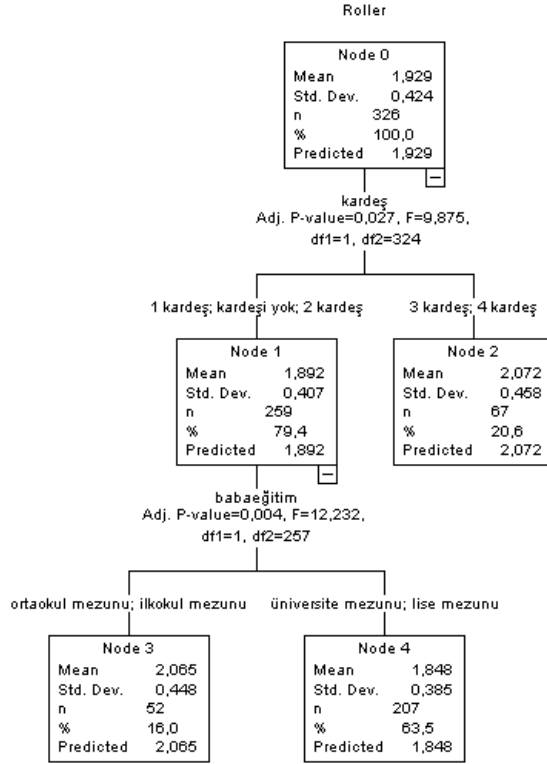 Roller
Node 0
Mean 1,929
Std. Dev. 0,424
n 326
% 100,0
Predicted 1,929
kardeş
Adj. P-value=0,027, F=9,875,
df1=1, df2=324
1 kardeş; kardeşi yok; 2 kardeş
3 kardeş; 4 kardeş
Node 1
Mean 1,892
Std. Dev. 0,407
n 259
% 79,4
Predicted 1,892
Node 2
Mean 2,072
Std. Dev. 0,458
n 67
% 20,6
Predicted 2,072
babaeğitim
Adj. P-value=0,004, F=12,232,
df1=1, df2=257
ortaokul mezunu; ilkokul mezunu
üniversite mezunu; lise mezunu
Node 3
Mean 2,065
Std. Dev. 0,448
n 52
% 16,0
Predicted 2,065
Node 4
Mean 1,848
Std. Dev. 0,385
n 207
% 63,5
Predicted 1,848